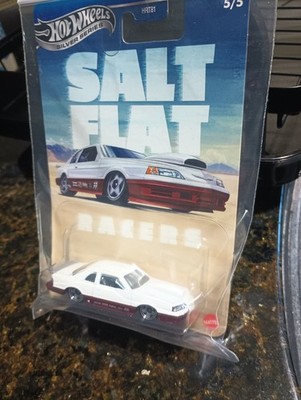 HOT WHEELS
5/5
SILVER SERIES
SALT
FLAT
RACERS